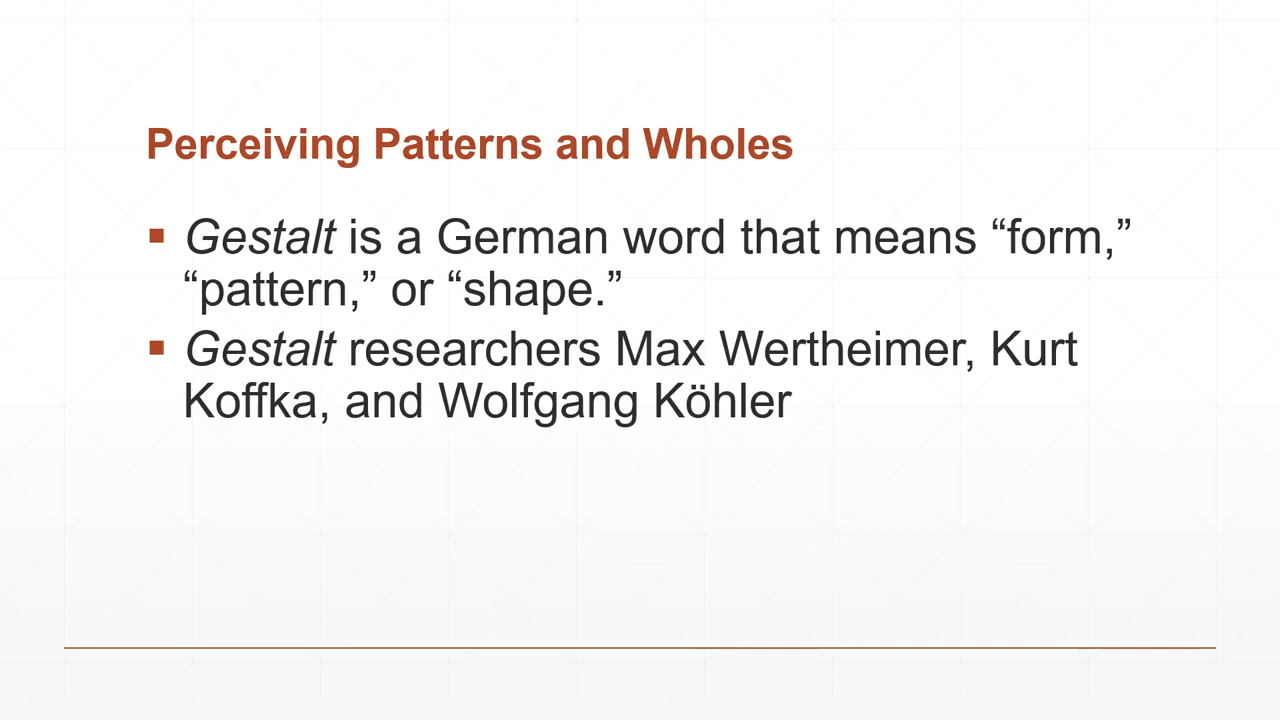 Perceiving Patterns and Wholes
▪ Gestalt is a German word that means “form,”
“pattern,” or “shape.”
▪ Gestalt researchers Max Wertheimer, Kurt
Koffka, and Wolfgang Köhler